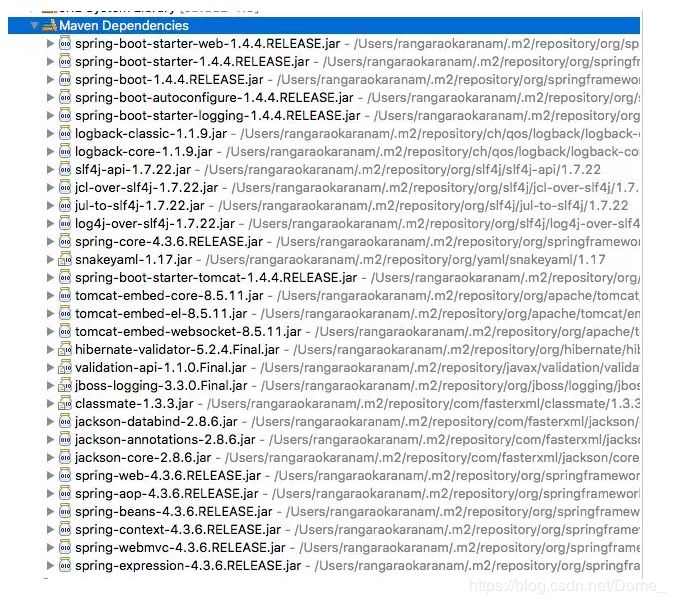 Maven Dependencies
spring-boot-starter-web-1.4.4.RELEASE.jar - /Users/rangaraokaranam/.m2/repository/org/sp
spring-boot-starter-1.4.4.RELEASE.jar - /Users/rangaraokaranam/.m2/repository/org/springfr
spring-boot-1.4.4.RELEASE.jar - /Users/rangaraokaranam/.m2/repository/org/springframewor
spring-boot-autoconfigure-1.4.4.RELEASE.jar - /Users/rangaraokaranam/.m2/repository/org/
spring-boot-starter-logging-1.4.4.RELEASE.jar - /Users/rangaraokaranam/.m2/repository/org
logback-classic-1.1.9.jar - /Users/rangaraokaranam/.m2/repository/ch/qos/logback/logback-
logback-core-1.1.9.jar - /Users/rangaraokaranam/.m2/repository/ch/qos/logback/logback-co
slf4j-api-1.7.22.jar - /Users/rangaraokaranam/.m2/repository/org/slf4j/slf4j-api/1.7.22
jcl-over-slf4j-1.7.22.jar - /Users/rangaraokaranam/.m2/repository/org/slf4j/jcl-over-slf4j/1.7.
jul-to-slf4j-1.7.22.jar - /Users/rangaraokaranam/.m2/repository/org/slf4j/jul-to-slf4j/1.7.22
log4j-over-slf4j-1.7.22.jar - /Users/rangaraokaranam/.m2/repository/org/slf4j/log4j-over-slf4
spring-core-4.3.6.RELEASE.jar - /Users/rangaraokaranam/.m2/repository/org/springframewor
snakeyaml-1.17.jar - /Users/rangaraokaranam/.m2/repository/org/yaml/snakeyaml/1.17
spring-boot-starter-tomcat-1.4.4.RELEASE.jar - /Users/rangaraokaranam/.m2/repository/org/
tomcat-embed-core-8.5.11.jar - /Users/rangaraokaranam/.m2/repository/org/apache/tomcat
tomcat-embed-el-8.5.11.jar - /Users/rangaraokaranam/.m2/repository/org/apache/tomcat/en
tomcat-embed-websocket-8.5.11.jar - /Users/rangaraokaranam/.m2/repository/org/apache/t
hibernate-validator-5.2.4.Final.jar - /Users/rangaraokaranam/.m2/repository/org/hibernate/hil
validation-api-1.1.0.Final.jar - /Users/rangaraokaranam/.m2/repository/javax/validation/valida
jboss-logging-3.3.0.Final.jar - /Users/rangaraokaranam/.m2/repository/org/jboss/logging/jbos
classmate-1.3.3.jar - /Users/rangaraokaranam/.m2/repository/com/fasterxml/classmate/1.3.3
jackson-databind-2.8.6.jar - /Users/rangaraokaranam/.m2/repository/com/fasterxml/jackson/
jackson-annotations-2.8.6.jar - /Users/rangaraokaranam/.m2/repository/com/fasterxml/jacksc
jackson-core-2.8.6.jar - /Users/rangaraokaranam/.m2/repository/com/fasterxml/jackson/core
spring-web-4.3.6.RELEASE.jar - /Users/rangaraokaranam/.m2/repository/org/springframewor
spring-aop-4.3.6.RELEASE.jar - /Users/rangaraokaranam/.m2/repository/org/springframewor
spring-beans-4.3.6.RELEASE.jar - /Users/rangaraokaranam/.m2/repository/org/springframew
spring-context-4.3.6.RELEASE.jar - /Users/rangaraokaranam/.m2/repository/org/springframe
spring-webmvc-4.3.6.RELEASE.jar - /Users/rangaraokaranam/.m2/repository/org/springframe
spring-expression-4.3.6.RELEASE.jar - /Users/rangaraokaranam/.m2/repository/org/springfra
https://blog.csdn.net/Dome_